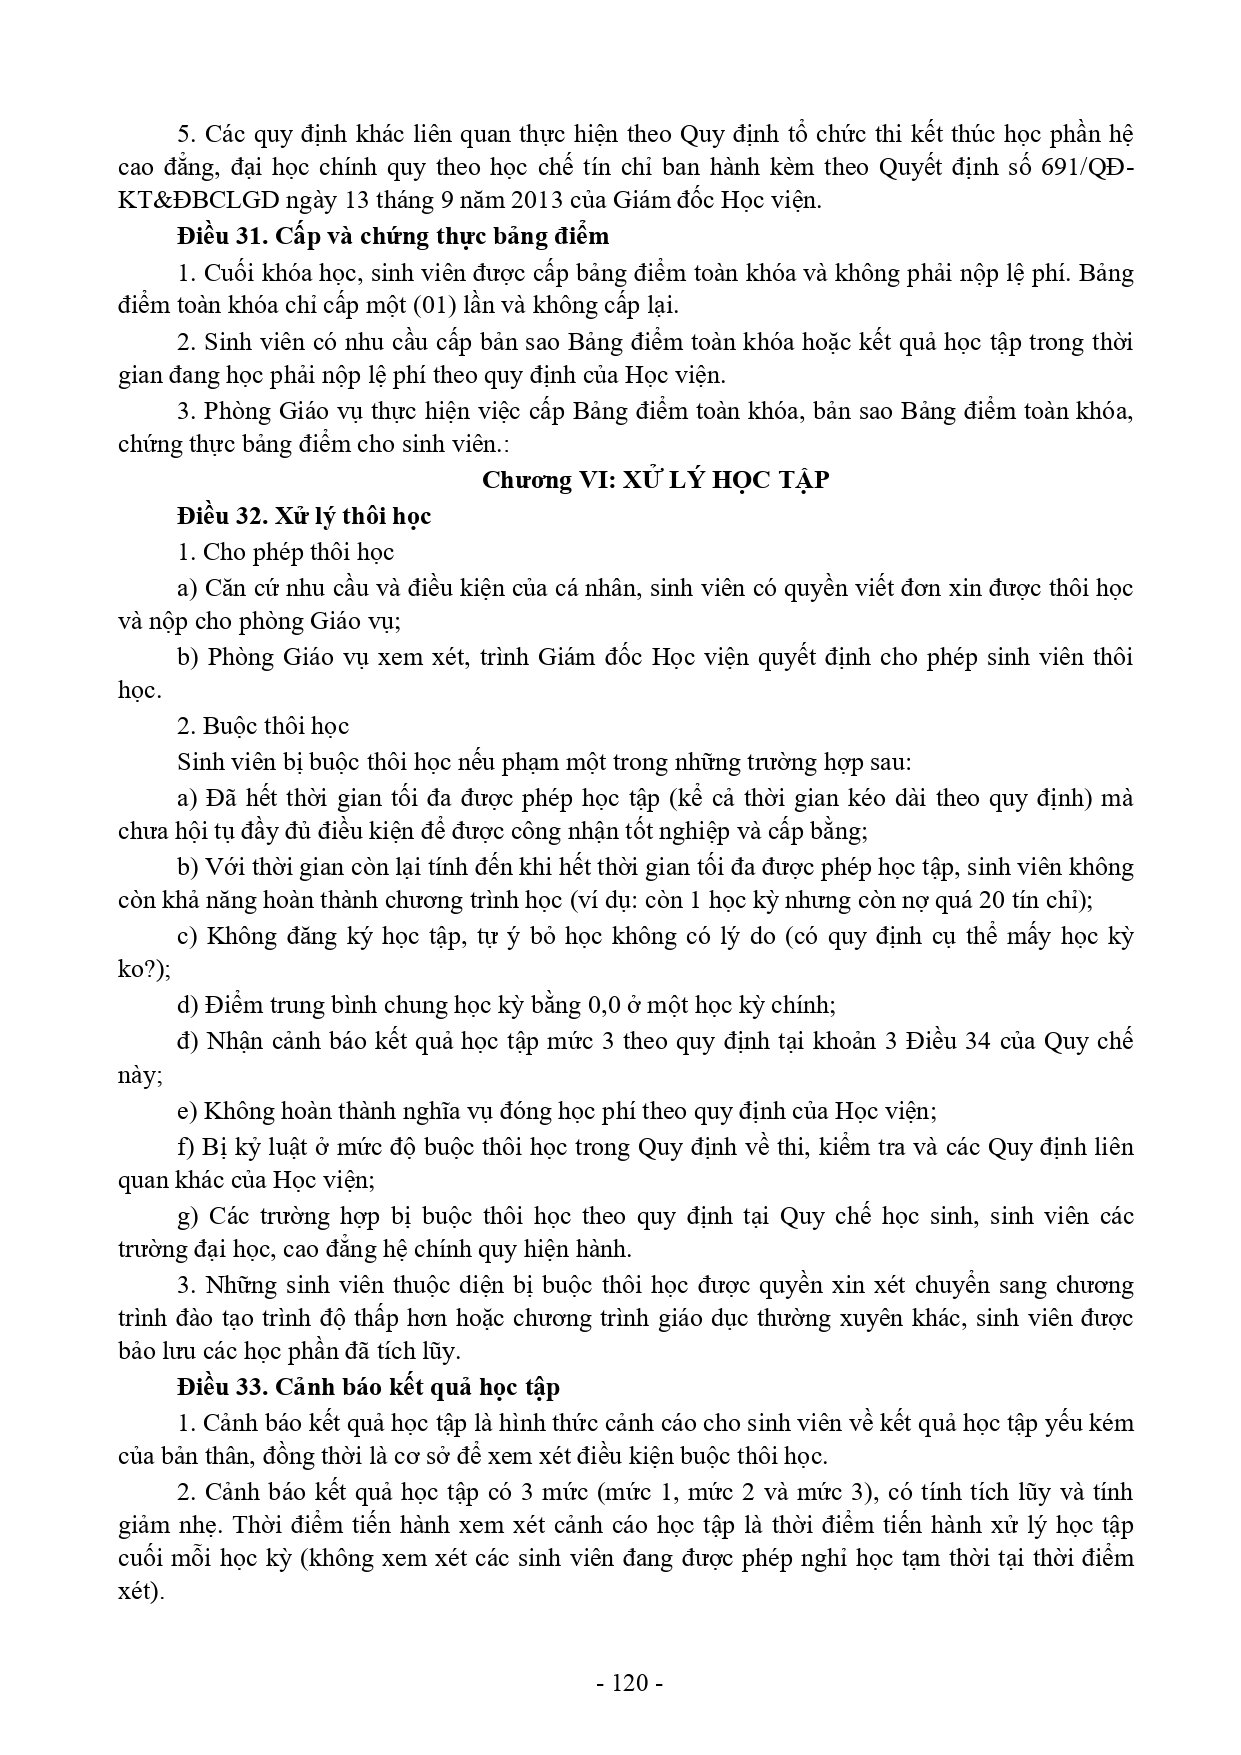 5. Các quy định khác liên quan thực hiện theo Quy định tổ chức thi kết thúc học phần hệ
cao đẳng, đại học chính quy theo học chế tín chỉ ban hành kèm theo Quyết định số 691/QĐ-
KT&ĐBCLGD ngày 13 tháng 9 năm 2013 của Giám đốc Học viện.
Điều 31. Cấp và chứng thực bảng điểm
1. Cuối khóa học, sinh viên được cấp bảng điểm toàn khóa và không phải nộp lệ phí. Bảng
điểm toàn khóa chỉ cấp một (01) lần và không cấp lại.
2. Sinh viên có nhu cầu cấp bản sao Bảng điểm toàn khóa hoặc kết quả học tập trong thời
gian đang học phải nộp lệ phí theo quy định của Học viện.
3. Phòng Giáo vụ thực hiện việc cấp Bảng điểm toàn khóa, bản sao Bảng điểm toàn khóa,
chứng thực bảng điểm cho sinh viên.:
Chương VI: XỬ LÝ HỌC TẬP
Điều 32. Xử lý thôi học
1. Cho phép thôi học
a) Căn cứ nhu cầu và điều kiện của cá nhân, sinh viên có quyền viết đơn xin được thôi học
và nộp cho phòng Giáo vụ;
b) Phòng Giáo vụ xem xét, trình Giám đốc Học viện quyết định cho phép sinh viên thôi
học.
2. Buộc thôi học
Sinh viên bị buộc thôi học nếu phạm một trong những trường hợp sau:
a) Đã hết thời gian tối đa được phép học tập (kể cả thời gian kéo dài theo quy định) mà
chưa hội tụ đầy đủ điều kiện để được công nhận tốt nghiệp và cấp bằng;
b) Với thời gian còn lại tính đến khi hết thời gian tối đa được phép học tập, sinh viên không
còn khả năng hoàn thành chương trình học (ví dụ: còn 1 học kỳ nhưng còn nợ quá 20 tín chỉ);
c) Không đăng ký học tập, tự ý bỏ học không có lý do (có quy định cụ thể mấy học kỳ
ko?);
d) Điểm trung bình chung học kỳ bằng 0,0 ở một học kỳ chính;
đ) Nhận cảnh báo kết quả học tập mức 3 theo quy định tại khoản 3 Điều 34 của Quy chế
này;
e) Không hoàn thành nghĩa vụ đóng học phí theo quy định của Học viện;
f) Bị kỷ luật ở mức độ buộc thôi học trong Quy định về thi, kiểm tra và các Quy định liên
quan khác của Học viện;
g) Các trường hợp bị buộc thôi học theo quy định tại Quy chế học sinh, sinh viên các
trường đại học, cao đẳng hệ chính quy hiện hành.
3. Những sinh viên thuộc diện bị buộc thôi học được quyền xin xét chuyển sang chương
trình đào tạo trình độ thấp hơn hoặc chương trình giáo dục thường xuyên khác, sinh viên được
bảo lưu các học phần đã tích lũy.
Điều 33. Cảnh báo kết quả học tập
1. Cảnh báo kết quả học tập là hình thức cảnh cáo cho sinh viên về kết quả học tập yếu kém
của bản thân, đồng thời là cơ sở để xem xét điều kiện buộc thôi học.
2. Cảnh báo kết quả học tập có 3 mức (mức 1, mức 2 và mức 3), có tính tích lũy và tính
giảm nhẹ. Thời điểm tiến hành xem xét cảnh cáo học tập là thời điểm tiến hành xử lý học tập
cuối mỗi học kỳ (không xem xét các sinh viên đang được phép nghỉ học tạm thời tại thời điểm
xét).
- 120 -